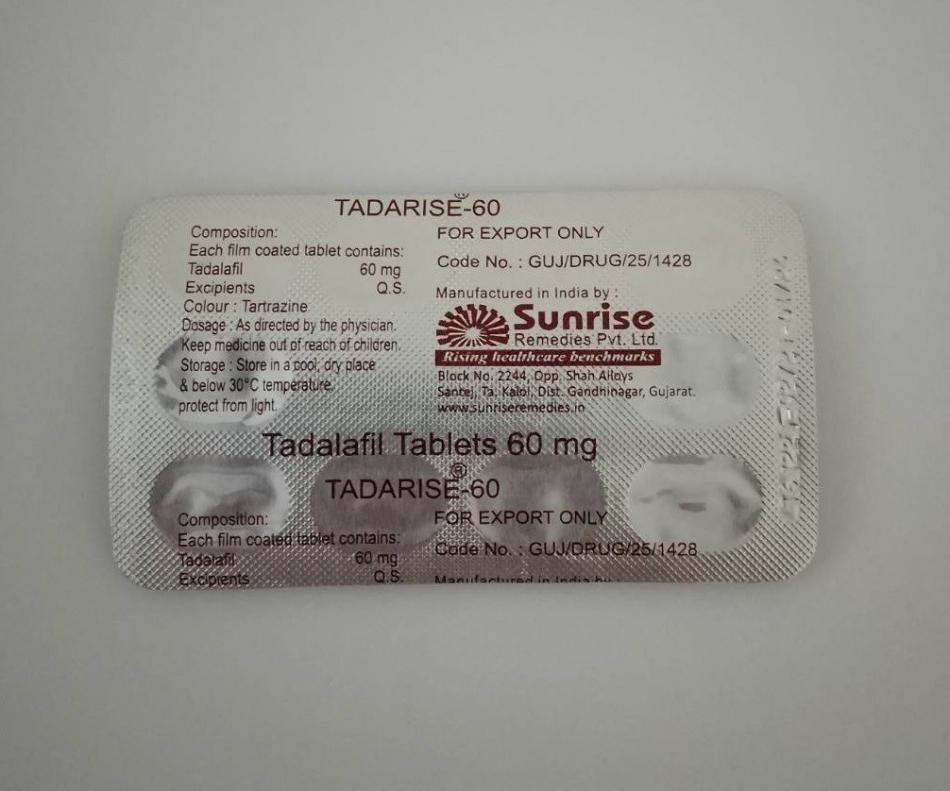 TADARISE®-60
Composition:
Each film coated tablet contains:
Tadalafil 60 mg
Excipients Q.S.
Colour : Tartrazine
Dosage : As directed by the physician.
Keep medicine out of reach of children.
Storage : Store in a pool, dry place
& below 30°C temperature.
protect from light.
FOR EXPORT ONLY
Code No. : GUJ/DRUG/25/1428
Manufactured in India by :
Sunrise
Remedies Pvt. Ltd.
Rising healthcare benchmarks
Block No. 2244, Opp. Shah Alloys
Santej, Ta. Kalol, Dist. Gandhinagar, Gujarat.
www.sunriseremedies.in
Tadalafil Tablets 60 mg
TADARISE®-60
Composition:
Each film coated tablet contains:
Tadalafil 60 mg
Excipients Q.S.
FOR EXPORT ONLY
Code No. : GUJ/DRUG/25/1428
Manufactured in India by :